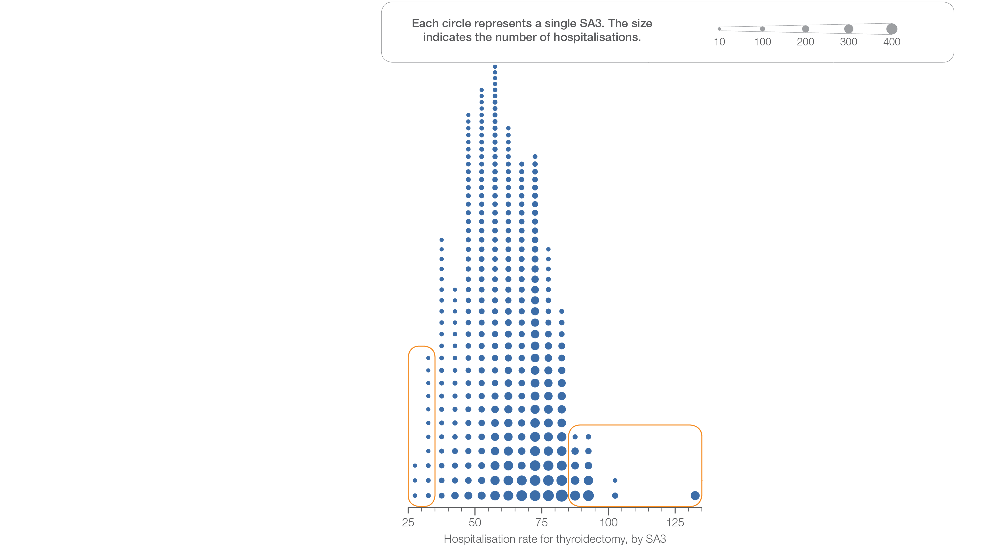 Each circle represents a single SA3. The size
indicates the number of hospitalisations.
10 100 200 300 400
25 50 75 100 125
Hospitalisation rate for thyroidectomy, by SA3